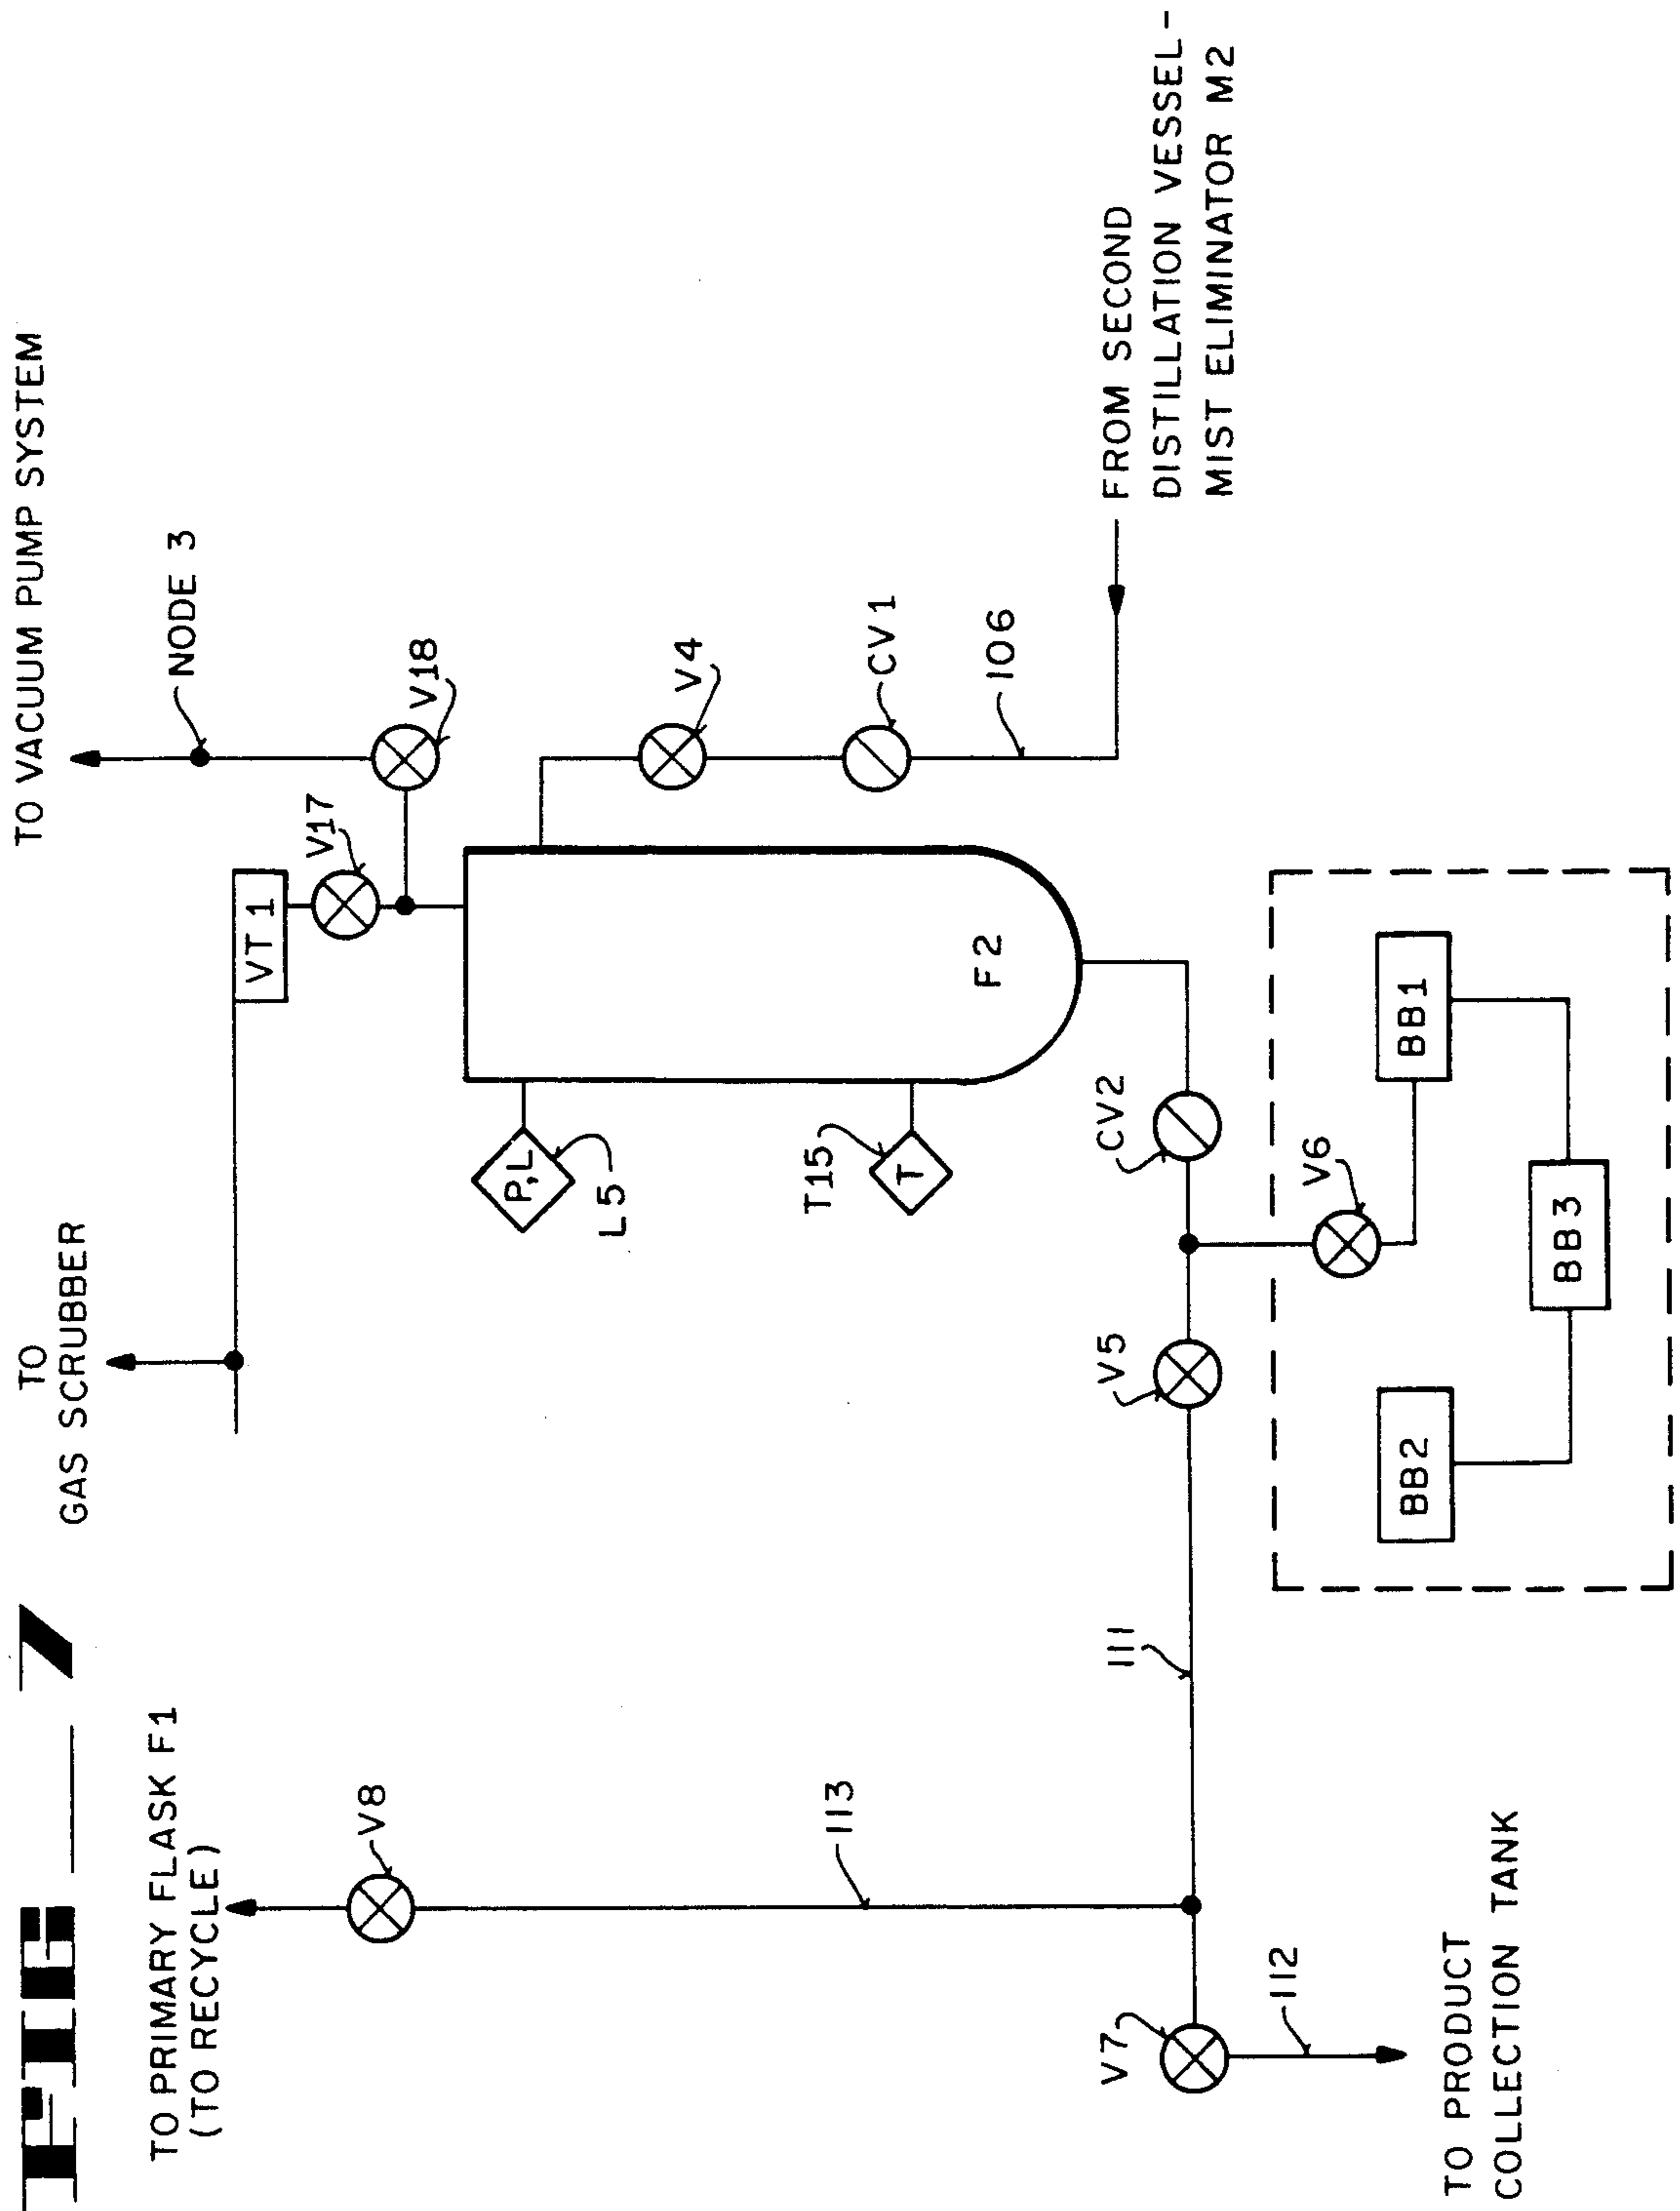 FIG 7
TO PRIMARY FLASK F1
(TO RECYCLE)
TO
GAS SCRUBBER
TO VACUUM PUMP SYSTEM
NODE 3
VT 1
V17
V18
V8
P,L
L5
V4
T15
T
F2
CV 1
113
106
FROM SECOND
DISTILLATION VESSEL-
MIST ELIMINATOR M2
111
V5
CV2
V7
V6
112
BB2
BB1
BB3
TO PRODUCT
COLLECTION TANK